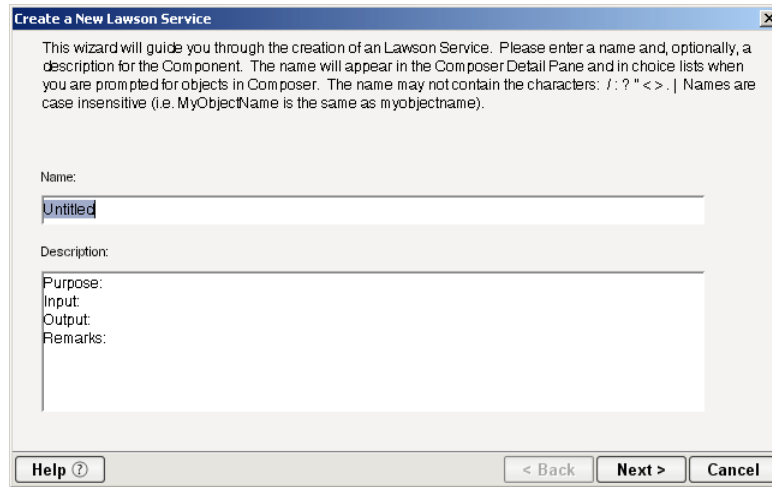 Create a New Lawson Service
This wizard will guide you through the creation of an Lawson Service. Please enter a name and, optionally, a
description for the Component. The name will appear in the Composer Detail Pane and in choice lists when
you are prompted for objects in Composer. The name may not contain the characters: / : ? " < > . | Names are
case insensitive (i.e. MyObjectName is the same as myobjectname).
Name:
Untitled
Description:
Purpose:
Input:
Output:
Remarks:
Help ?
< Back Next > Cancel